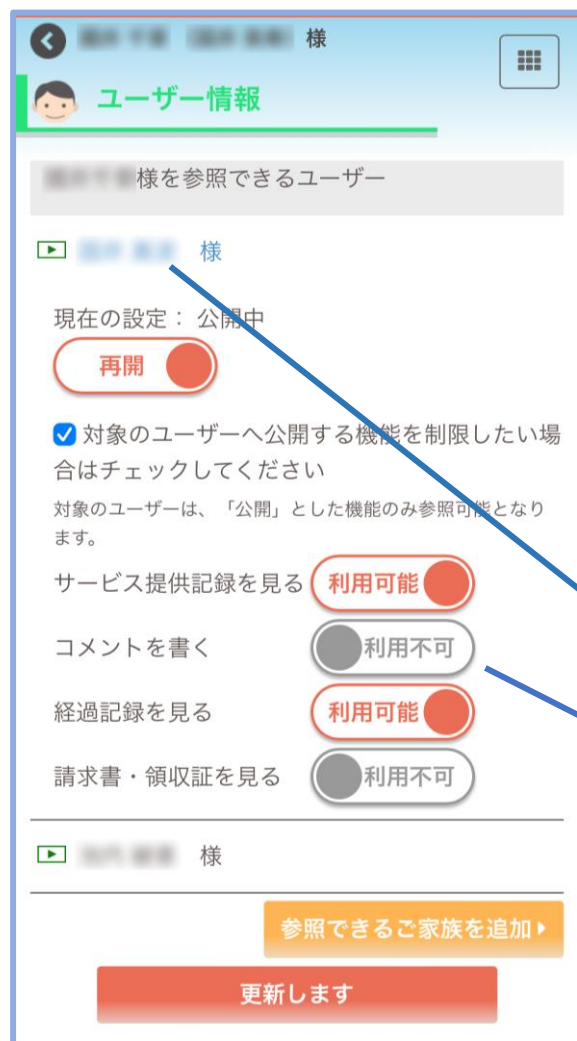 様
ユーザー情報
様を参照できるユーザー
様
現在の設定： 公開中
再開
対象のユーザーへ公開する機能を制限したい場
合はチェックしてください
対象のユーザーは、「公開」とした機能のみ参照可能となり
ます。
サービス提供記録を見る 利用可能
コメントを書く 利用不可
経過記録を見る 利用可能
請求書・領収証を見る 利用不可
様
参照できるご家族を追加
更新します